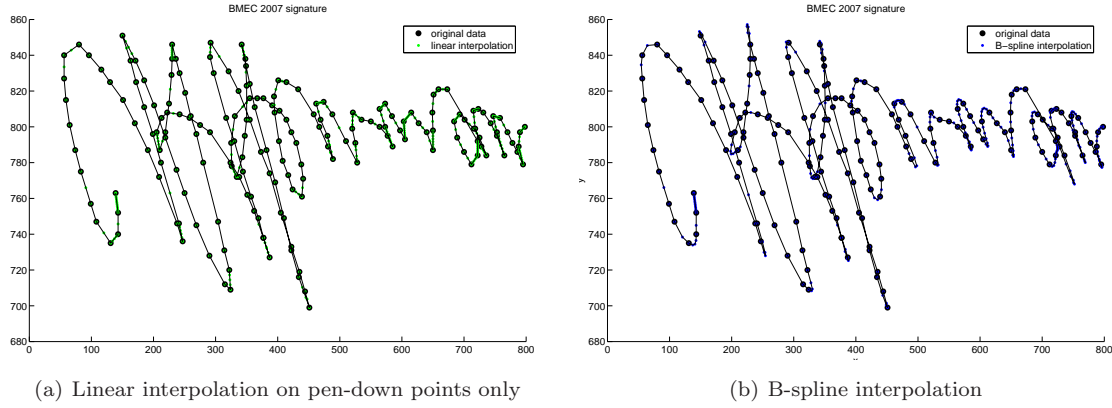 BMEC 2007 signature
860
840
820
800
780
760
740
720
700
680
0 100 200 300 400 500 600 700 800
original data
linear interpolation
(a) Linear interpolation on pen-down points only
BMEC 2007 signature
860
840
820
800
780
760
740
720
700
680
y
0 100 200 300 400 500 600 700 800
original data
B−spline interpolation
(b) B-spline interpolation